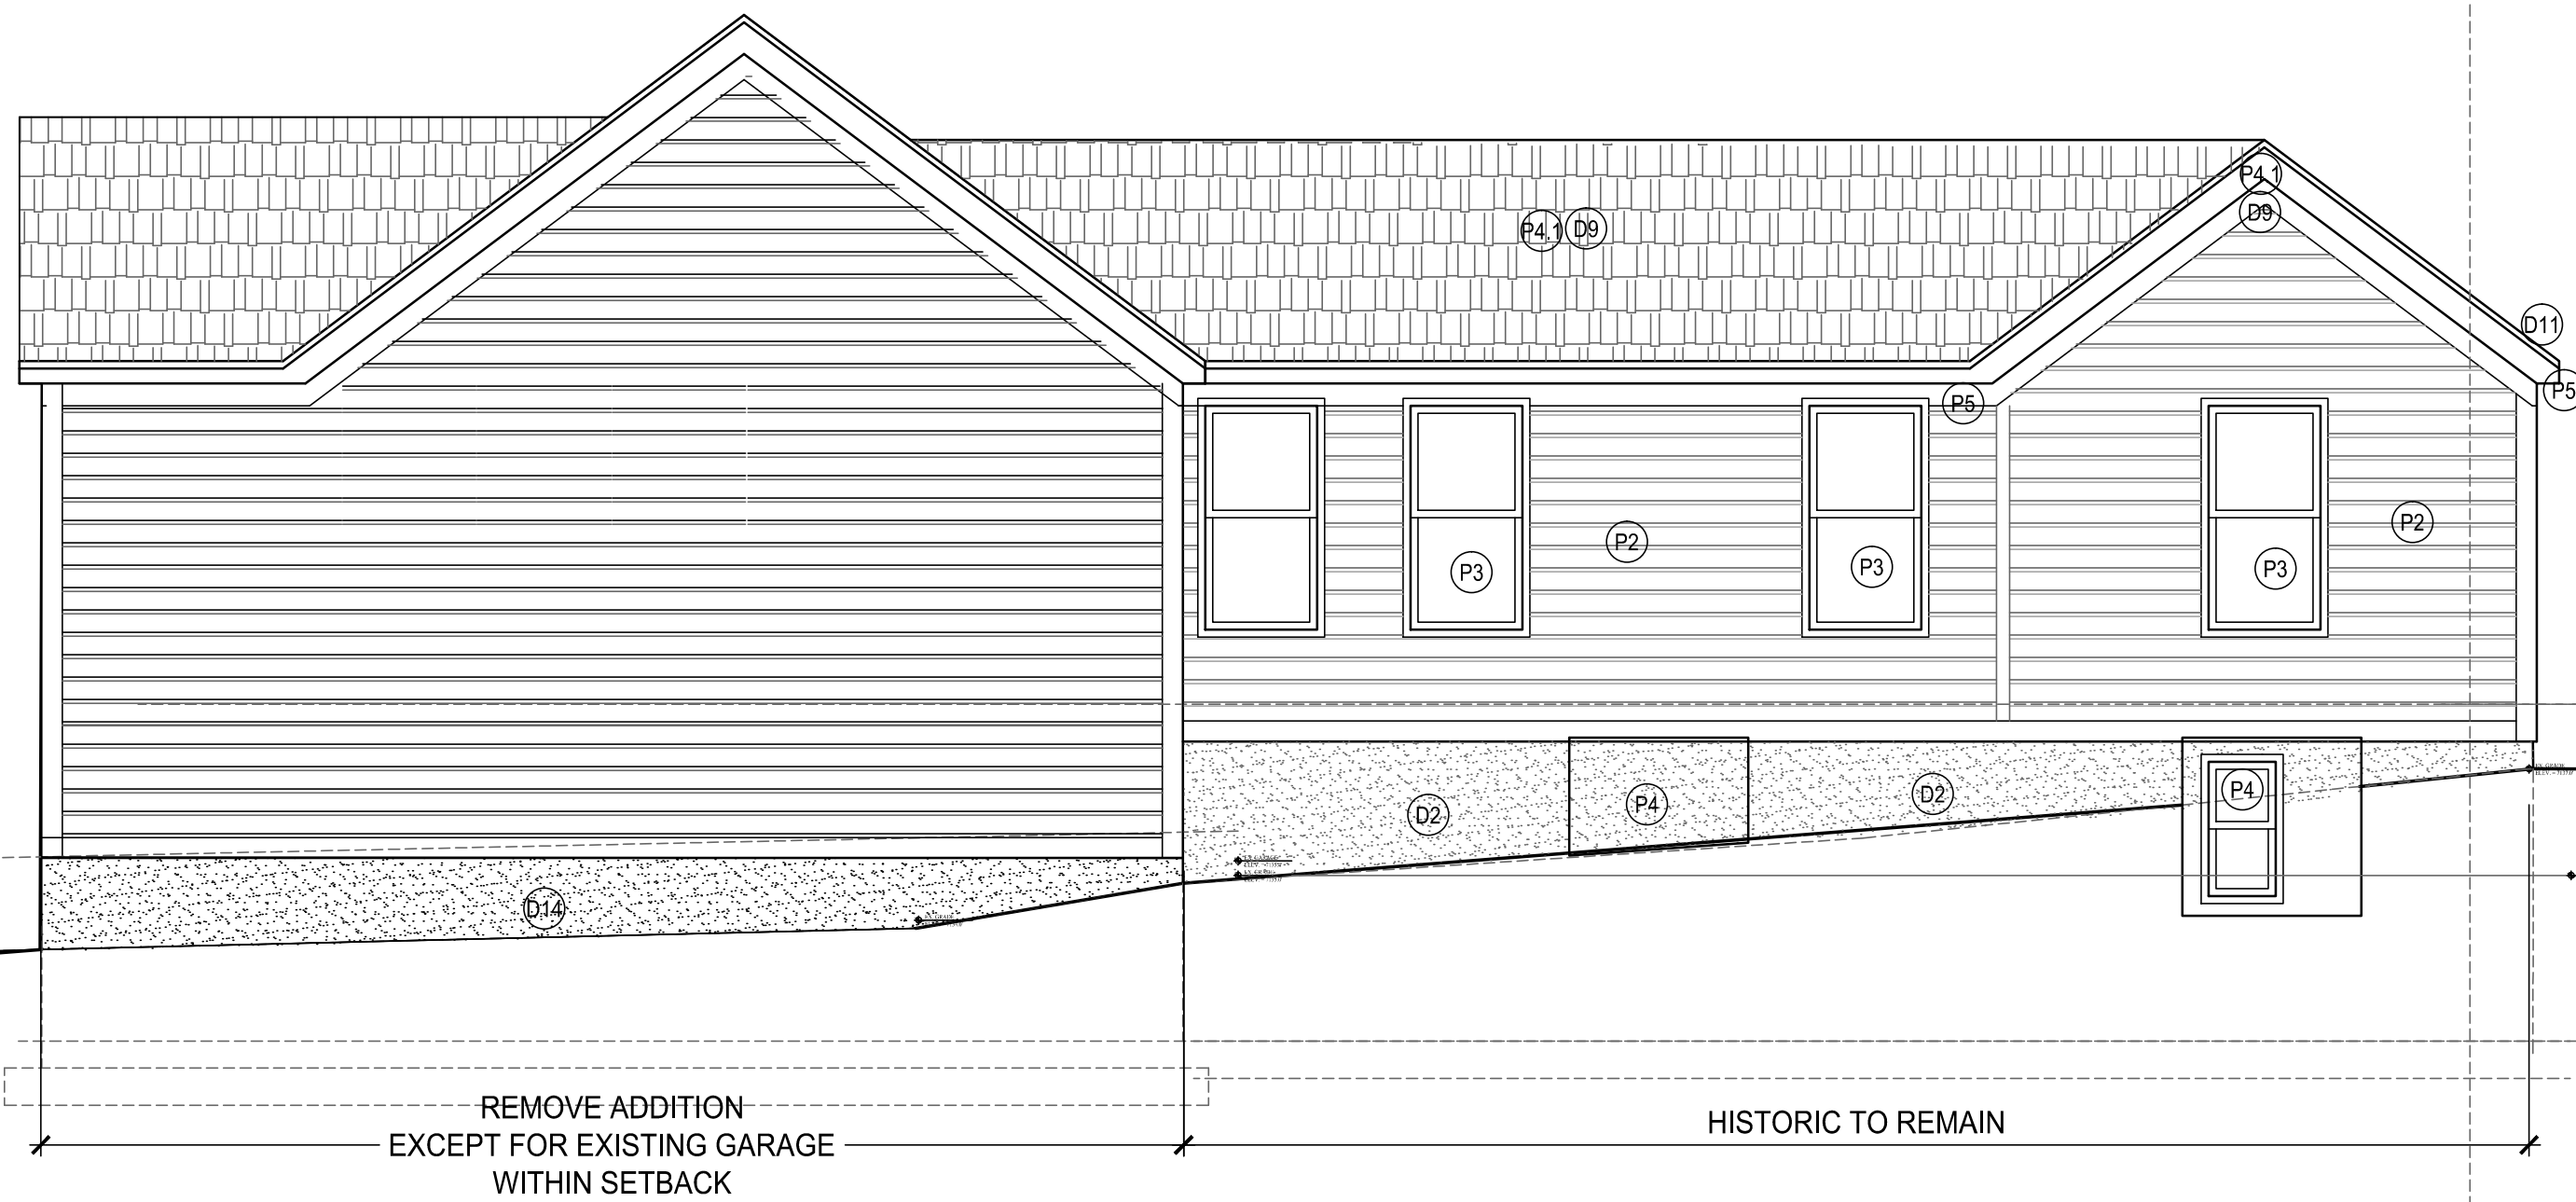 P4.1
D9
P4.1
D9
D11
P5
P5
P2
P2
P3
P3
P3
D2
P4
D2
P4
D14
REMOVE ADDITION
EXCEPT FOR EXISTING GARAGE
WITHIN SETBACK
HISTORIC TO REMAIN